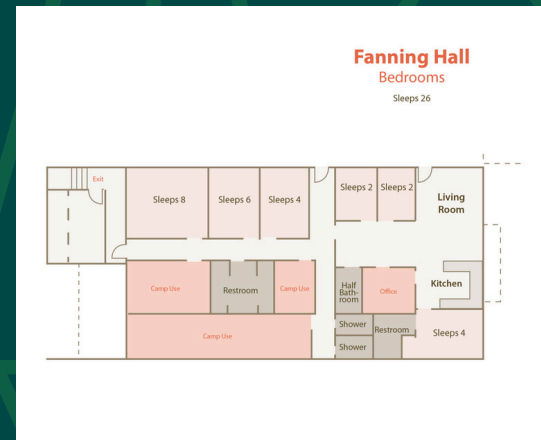 Fanning Hall
Bedrooms
Sleeps 26
Exit
Sleeps 8
Sleeps 6
Sleeps 4
Sleeps 2
Sleeps 2
Living
Room
Camp Use
Restroom
Camp Use
Half
Bath-
room
Office
Kitchen
Camp Use
Shower
Restroom
Shower
Sleeps 4